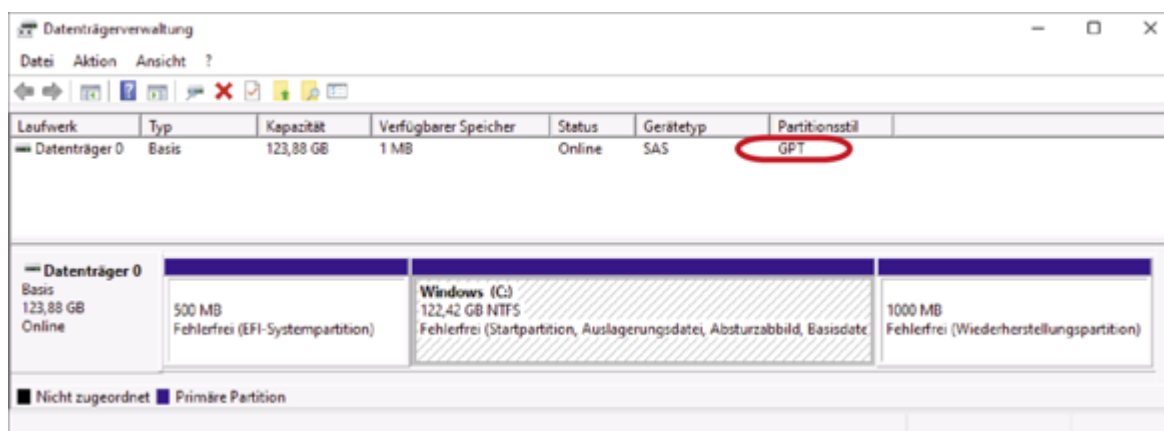 Datenträgerverwaltung
Datei Aktion Ansicht ?
Laufwerk Typ Kapazität Verfügbarer Speicher Status Gerätetyp Partitionsstil
Datenträger 0 Basis 123,88 GB 1 MB Online SAS GPT
Datenträger 0
Basis
123,88 GB
Online
500 MB
Fehlerfrei (EFI-Systempartition)
Windows (C:)
122,42 GB NTFS
Fehlerfrei (Startpartition, Auslagerungsdatei, Absturzabbild, Basisdate
1000 MB
Fehlerfrei (Wiederherstellungspartition)
Nicht zugeordnet Primäre Partition